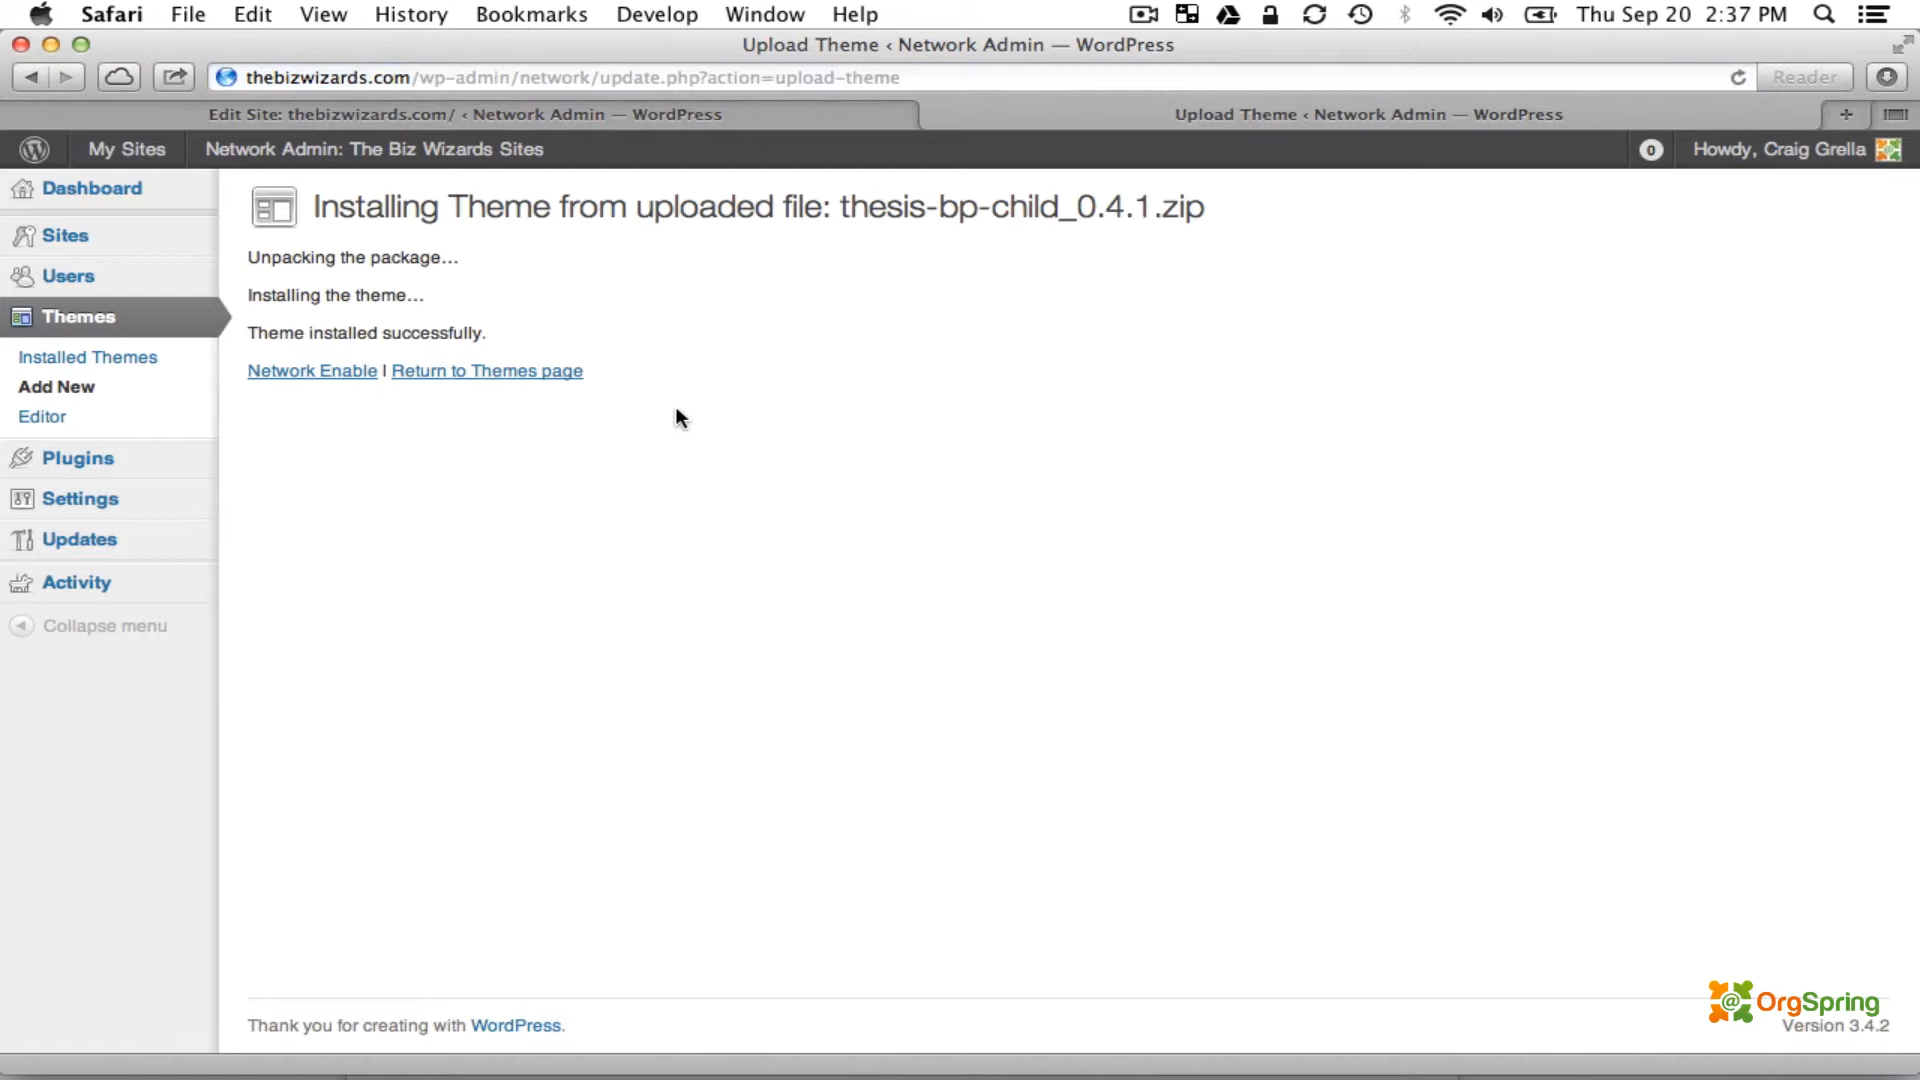 Safari File Edit View History Bookmarks Develop Window Help Thu Sep 20 2:37 PM
Upload Theme ‹ Network Admin — WordPress
thebizwizards.com/wp-admin/network/update.php?action=upload-theme Reader
Edit Site: thebizwizards.com/ ‹ Network Admin — WordPress Upload Theme ‹ Network Admin — WordPress +
My Sites Network Admin: The Biz Wizards Sites 0 Howdy, Craig Grella
Dashboard
Sites
Users
Themes
Installed Themes
Add New
Editor
Plugins
Settings
Updates
Activity
Collapse menu
Installing Theme from uploaded file: thesis-bp-child_0.4.1.zip
Unpacking the package…
Installing the theme…
Theme installed successfully.
Network Enable | Return to Themes page
@ OrgSpring
Thank you for creating with WordPress. Version 3.4.2